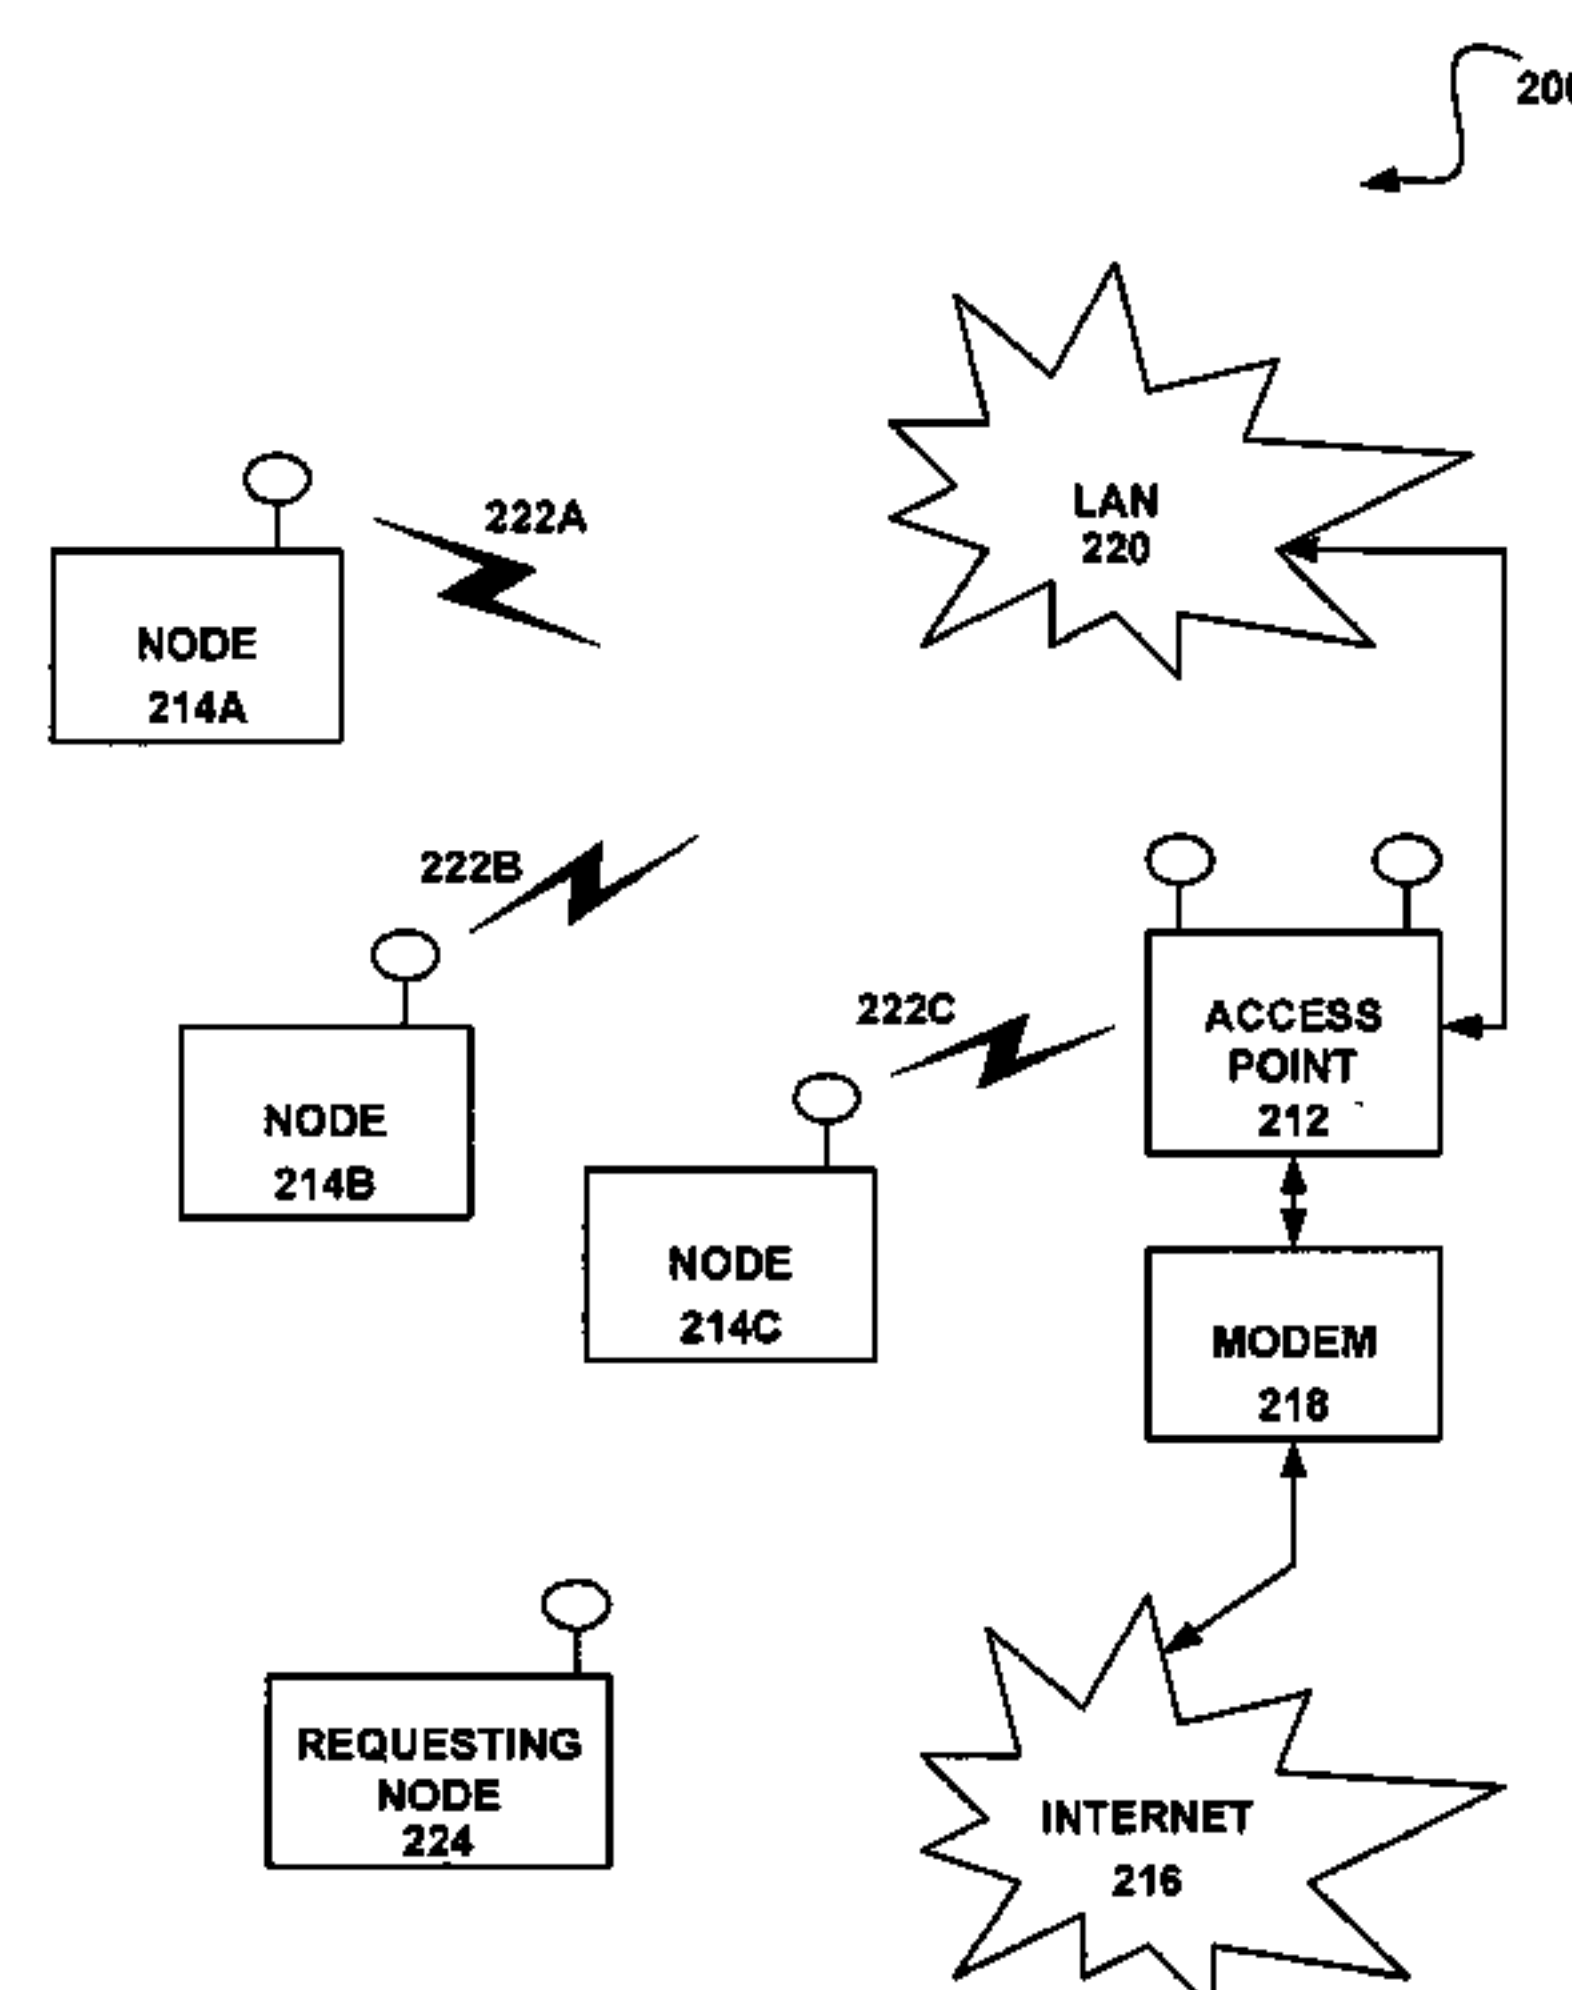 200
222A
LAN
220
NODE
214A
222B
222C
ACCESS
POINT
212
NODE
214B
NODE
214C
MODEM
218
REQUESTING
NODE
224
INTERNET
216